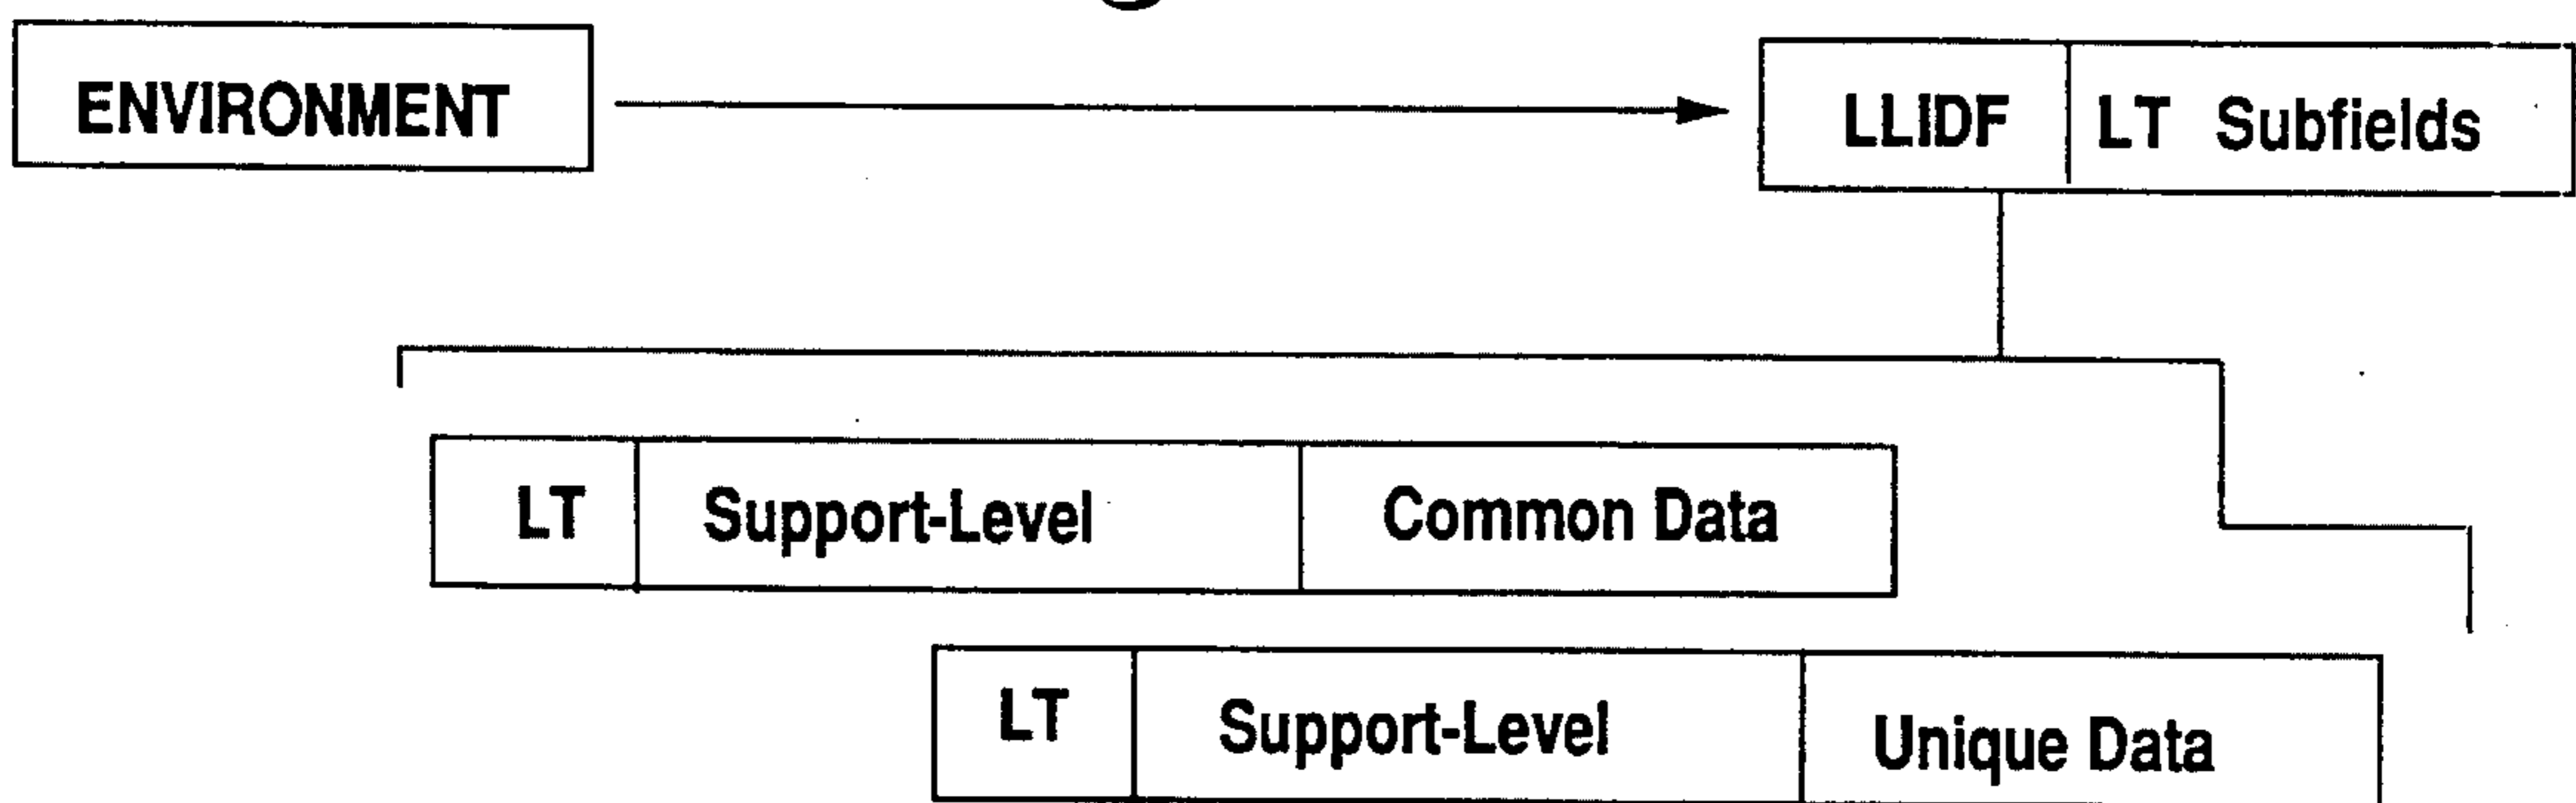 ENVIRONMENT LLIDF LT Subfields
LT Support-Level Common Data
LT Support-Level Unique Data